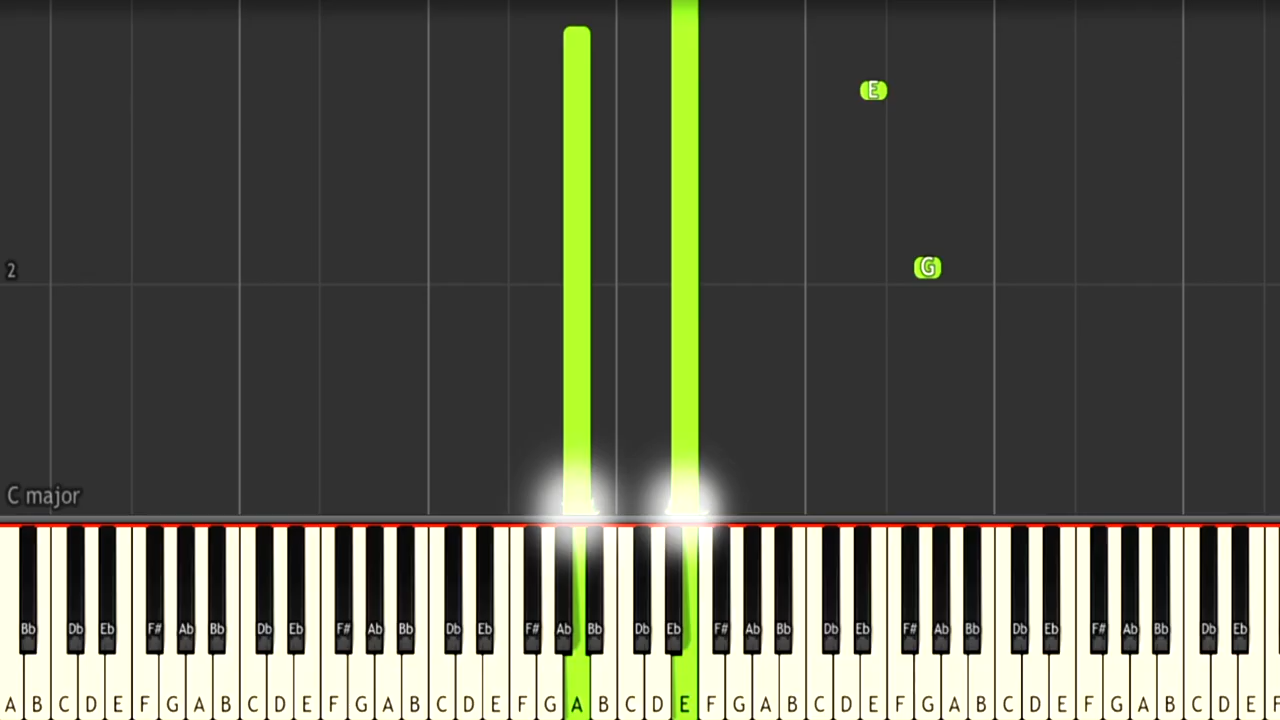 E
G
2
C major
Bb Db Eb F# Ab Bb Db Eb F# Ab Bb Db Eb F# Ab Bb Db Eb F# Ab Bb Db Eb F# Ab Bb Db Eb F# Ab Bb Db Eb
A B C D E F G A B C D E F G A B C D E F G A B C D E F G A B C D E F G A B C D E F G A B C D E F